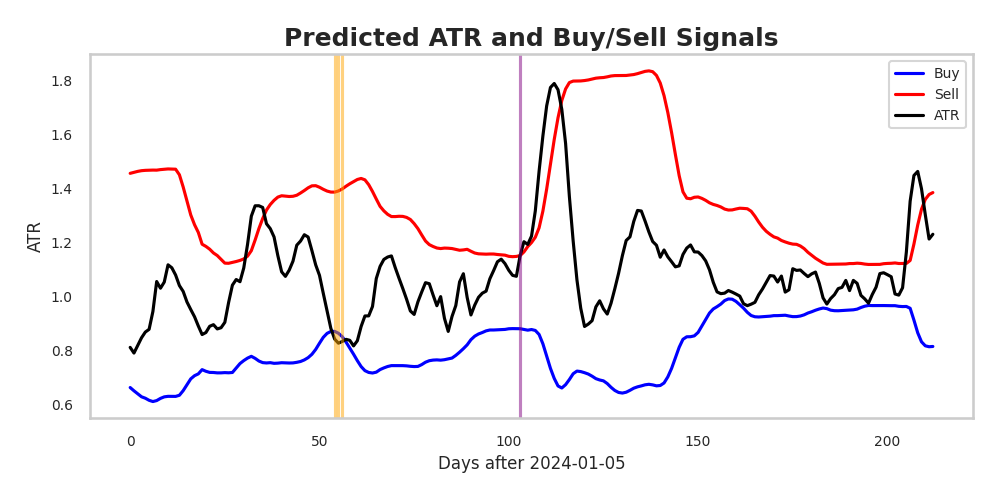 Predicted ATR and Buy/Sell Signals
Buy
Sell
ATR
ATR
1.8
1.6
1.4
1.2
1.0
0.8
0.6
0
50
100
150
200
Days after 2024-01-05